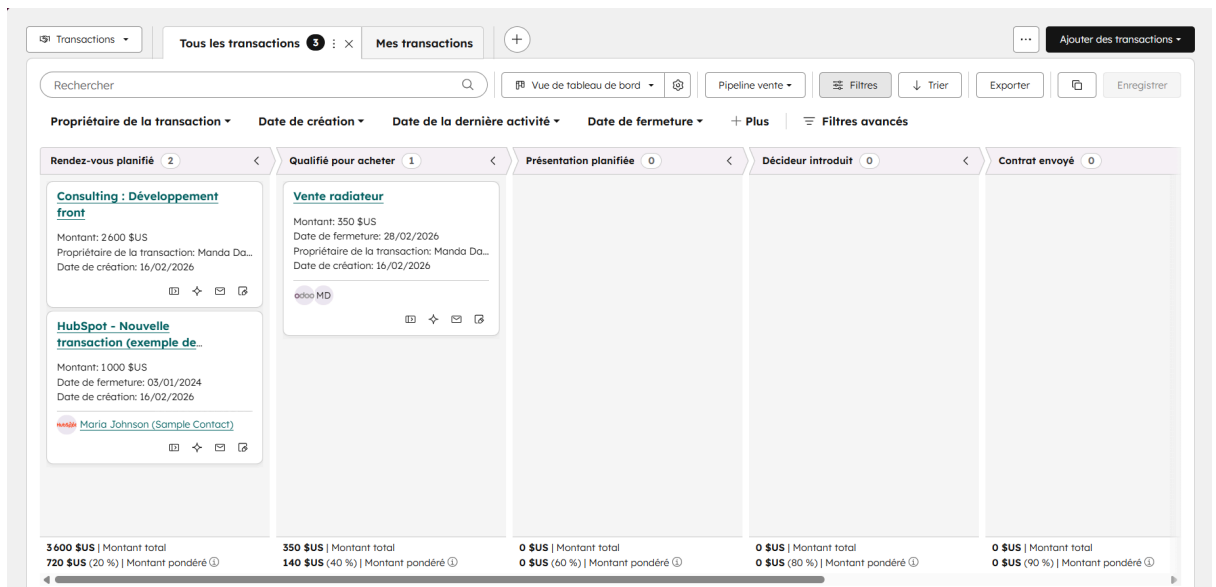 Transactions
Tous les transactions 3
Mes transactions
Ajouter des transactions
Rechercher
Vue de tableau de bord
Pipeline vente
Filtres
Trier
Exporter
Enregistrer
Propriétaire de la transaction
Date de création
Date de la dernière activité
Date de fermeture
Plus
Filtres avancés
Rendez-vous planifié 2
Qualifié pour acheter 1
Présentation planifiée 0
Décideur introduit 0
Contrat envoyé 0
Consulting : Développement
front
Montant: 2 600 $US
Propriétaire de la transaction: Manda Da...
Date de création: 16/02/2026
HubSpot - Nouvelle
transaction (exemple de...
Montant: 1 000 $US
Date de fermeture: 03/01/2024
Date de création: 16/02/2026
HubSpot Maria Johnson (Sample Contact)
Vente radiateur
Montant: 350 $US
Date de fermeture: 28/02/2026
Propriétaire de la transaction: Manda Da...
Date de création: 16/02/2026
odoo MD
3 600 $US | Montant total
720 $US (20 %) | Montant pondéré
350 $US | Montant total
140 $US (40 %) | Montant pondéré
0 $US | Montant total
0 $US (60 %) | Montant pondéré
0 $US | Montant total
0 $US (80 %) | Montant pondéré
0 $US | Montant total
0 $US (90 %) | Montant pondéré